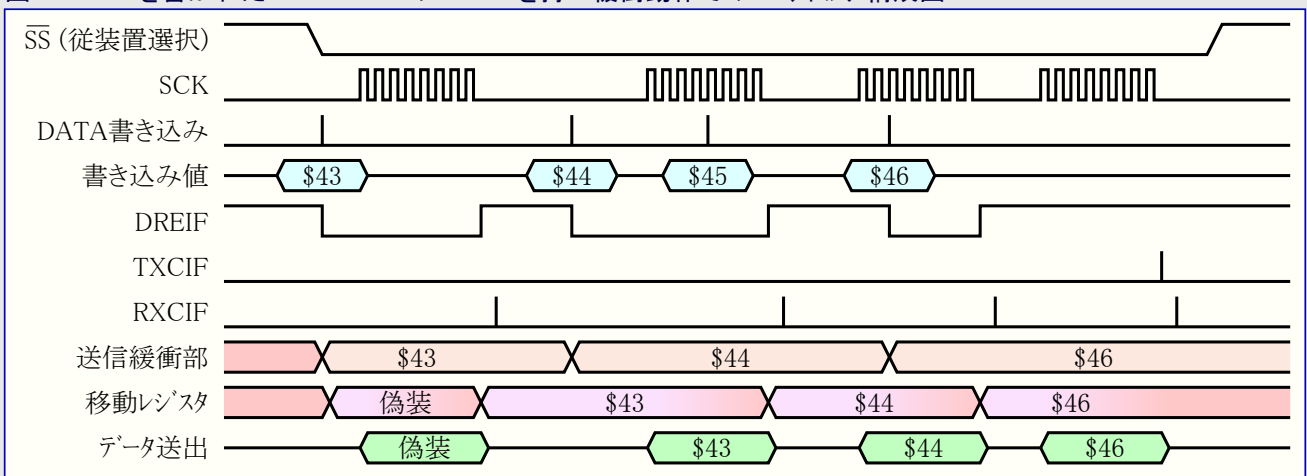 SS (従装置選択)
SCK
DATA書き込み
書き込み値 $43 $44 $45 $46
DREIF
TXCIF
RXCIF
送信緩衝部 $43 $44 $46
移動ﾚｼﾞｽﾀ 偽装 $43 $44 $46
ﾃﾞｰﾀ送出 偽装 $43 $44 $46